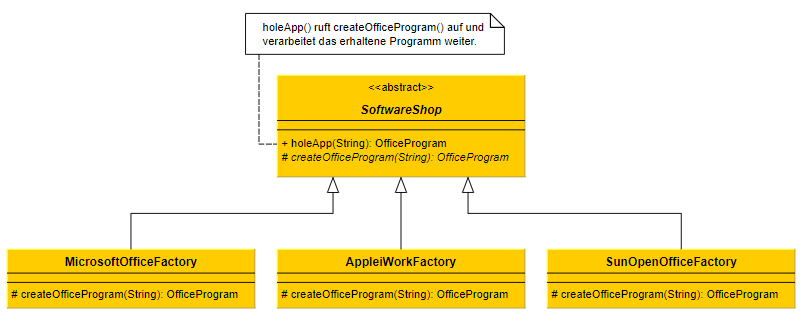 holeApp() ruft createOfficeProgram() auf und
verarbeitet das erhaltene Programm weiter.
<<abstract>>
SoftwareShop
+ holeApp(String): OfficeProgram
# createOfficeProgram(String): OfficeProgram
MicrosoftOfficeFactory
# createOfficeProgram(String): OfficeProgram
AppleiWorkFactory
# createOfficeProgram(String): OfficeProgram
SunOpenOfficeFactory
# createOfficeProgram(String): OfficeProgram